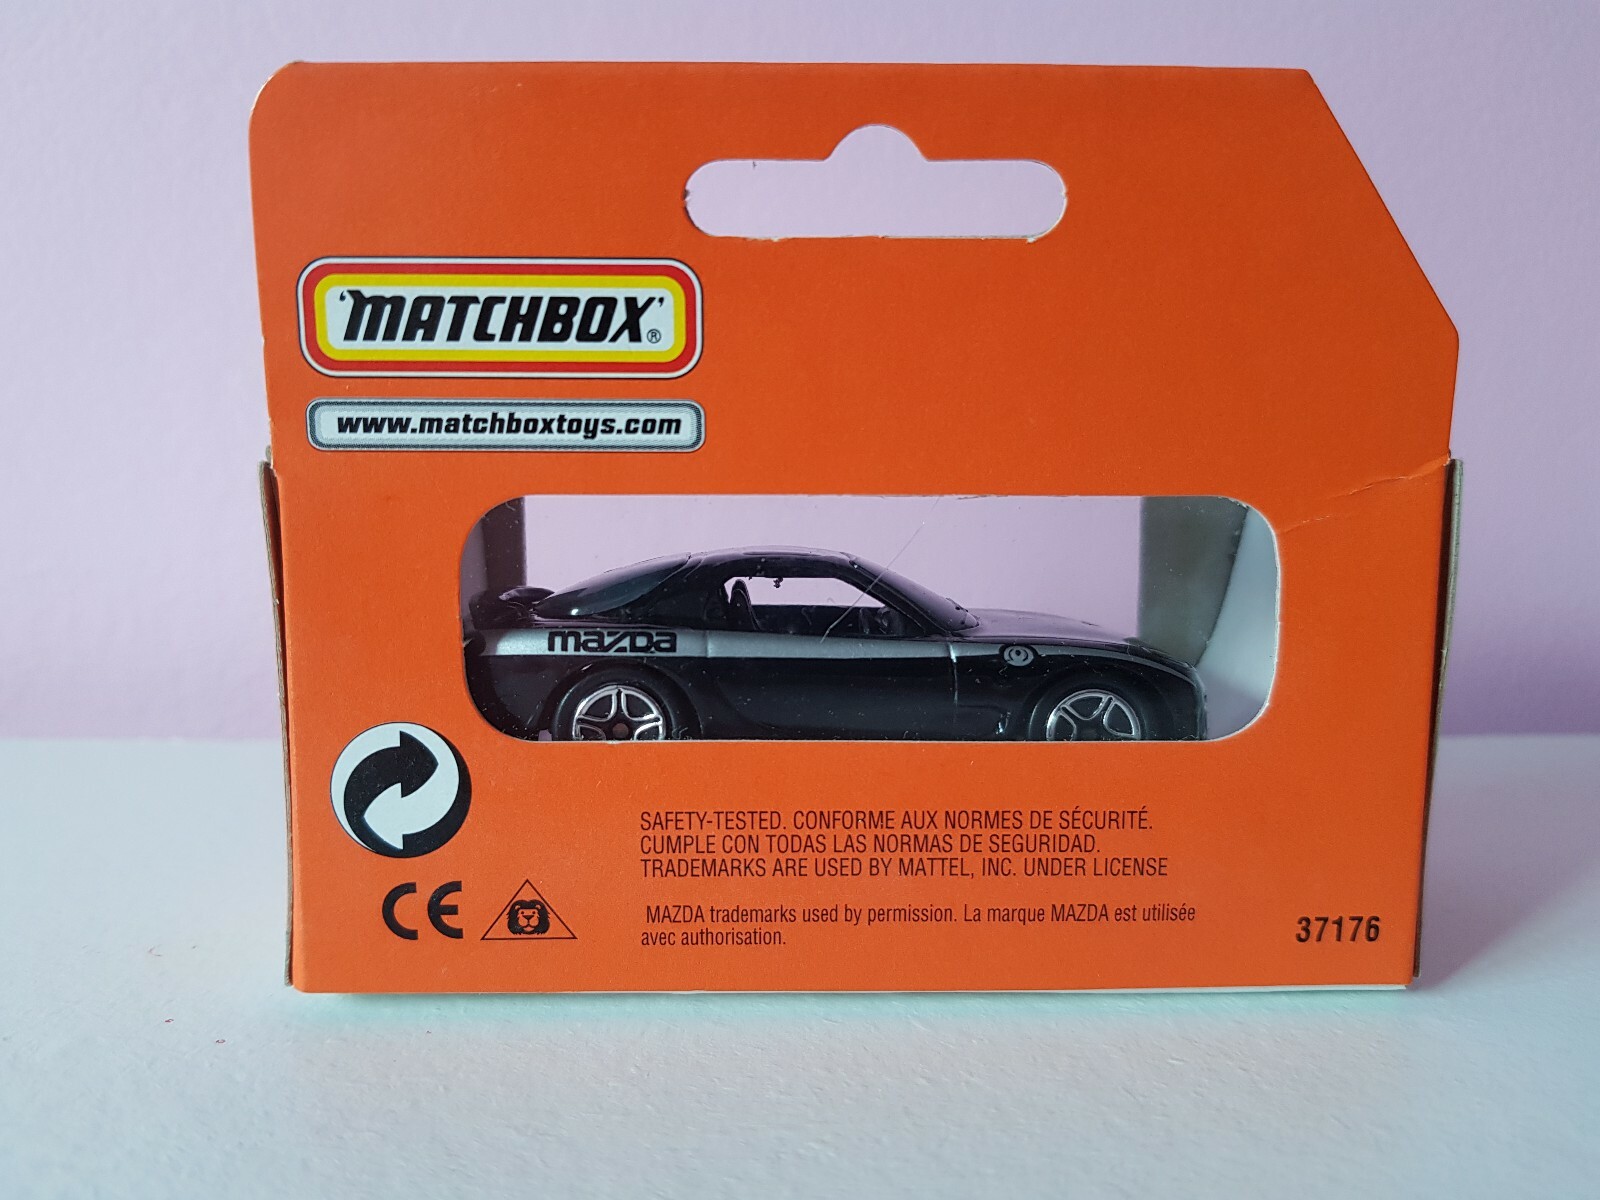 'MATCHBOX'®
www.matchboxtoys.com
mazda
CE
SAFETY-TESTED. CONFORME AUX NORMES DE SÉCURITÉ.
CUMPLE CON TODAS LAS NORMAS DE SEGURIDAD.
TRADEMARKS ARE USED BY MATTEL, INC. UNDER LICENSE
MAZDA trademarks used by permission. La marque MAZDA est utilisée
avec authorisation.
37176